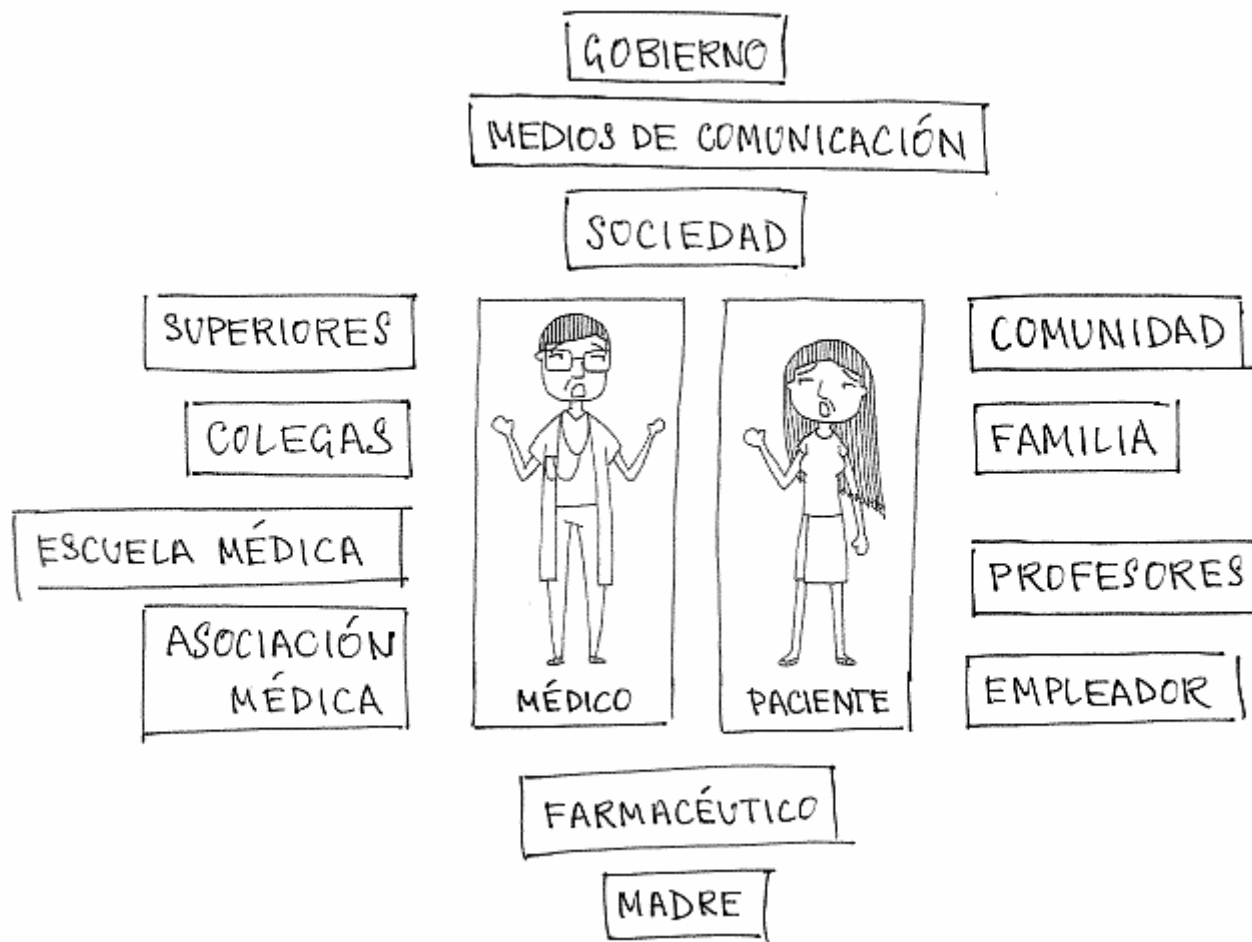 GOBIERNO
MEDIOS DE COMUNICACIÓN
SOCIEDAD
SUPERIORES
COLEGAS
ESCUELA MÉDICA
ASOCIACIÓN
MÉDICA
MÉDICO
PACIENTE
COMUNIDAD
FAMILIA
PROFESORES
EMPLEADOR
FARMACÉUTICO
MADRE